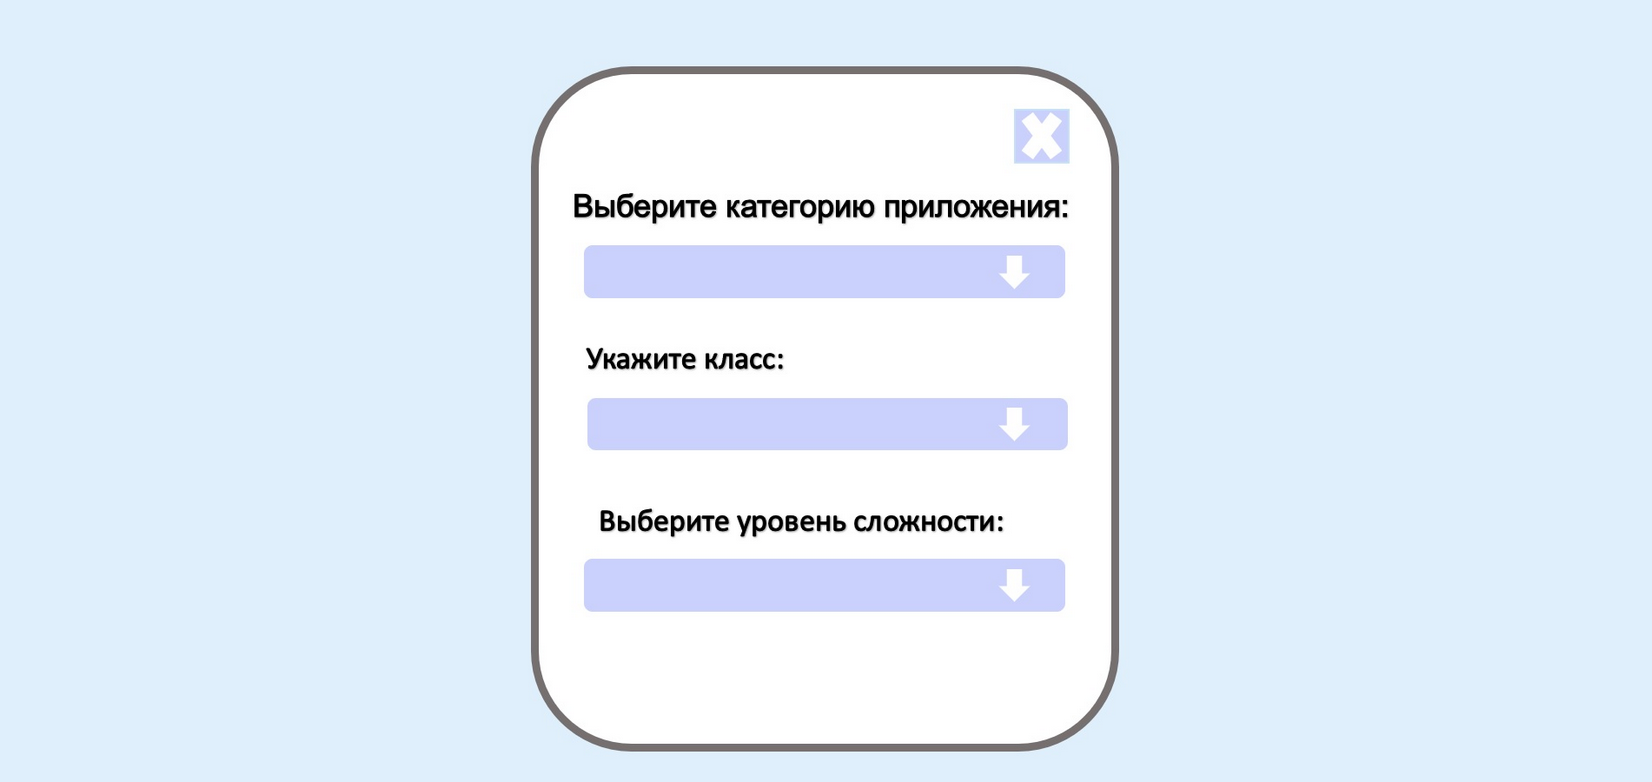 Выберите категорию приложения:
Укажите класс:
Выберите уровень сложности: